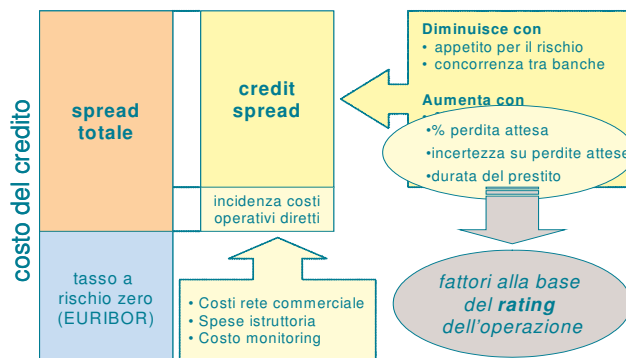 costo del credito
spread
totale
credit
spread
incidenza costi
operativi diretti
tasso a
rischio zero
(EURIBOR)
• Costi rete commerciale
• Spese istruttoria
• Costo monitoring
Diminuisce con
• appetito per il rischio
• concorrenza tra banche
Aumenta con
•% perdita attesa
•incertezza su perdite attese
•durata del prestito
fattori alla base
del rating
dell'operazione